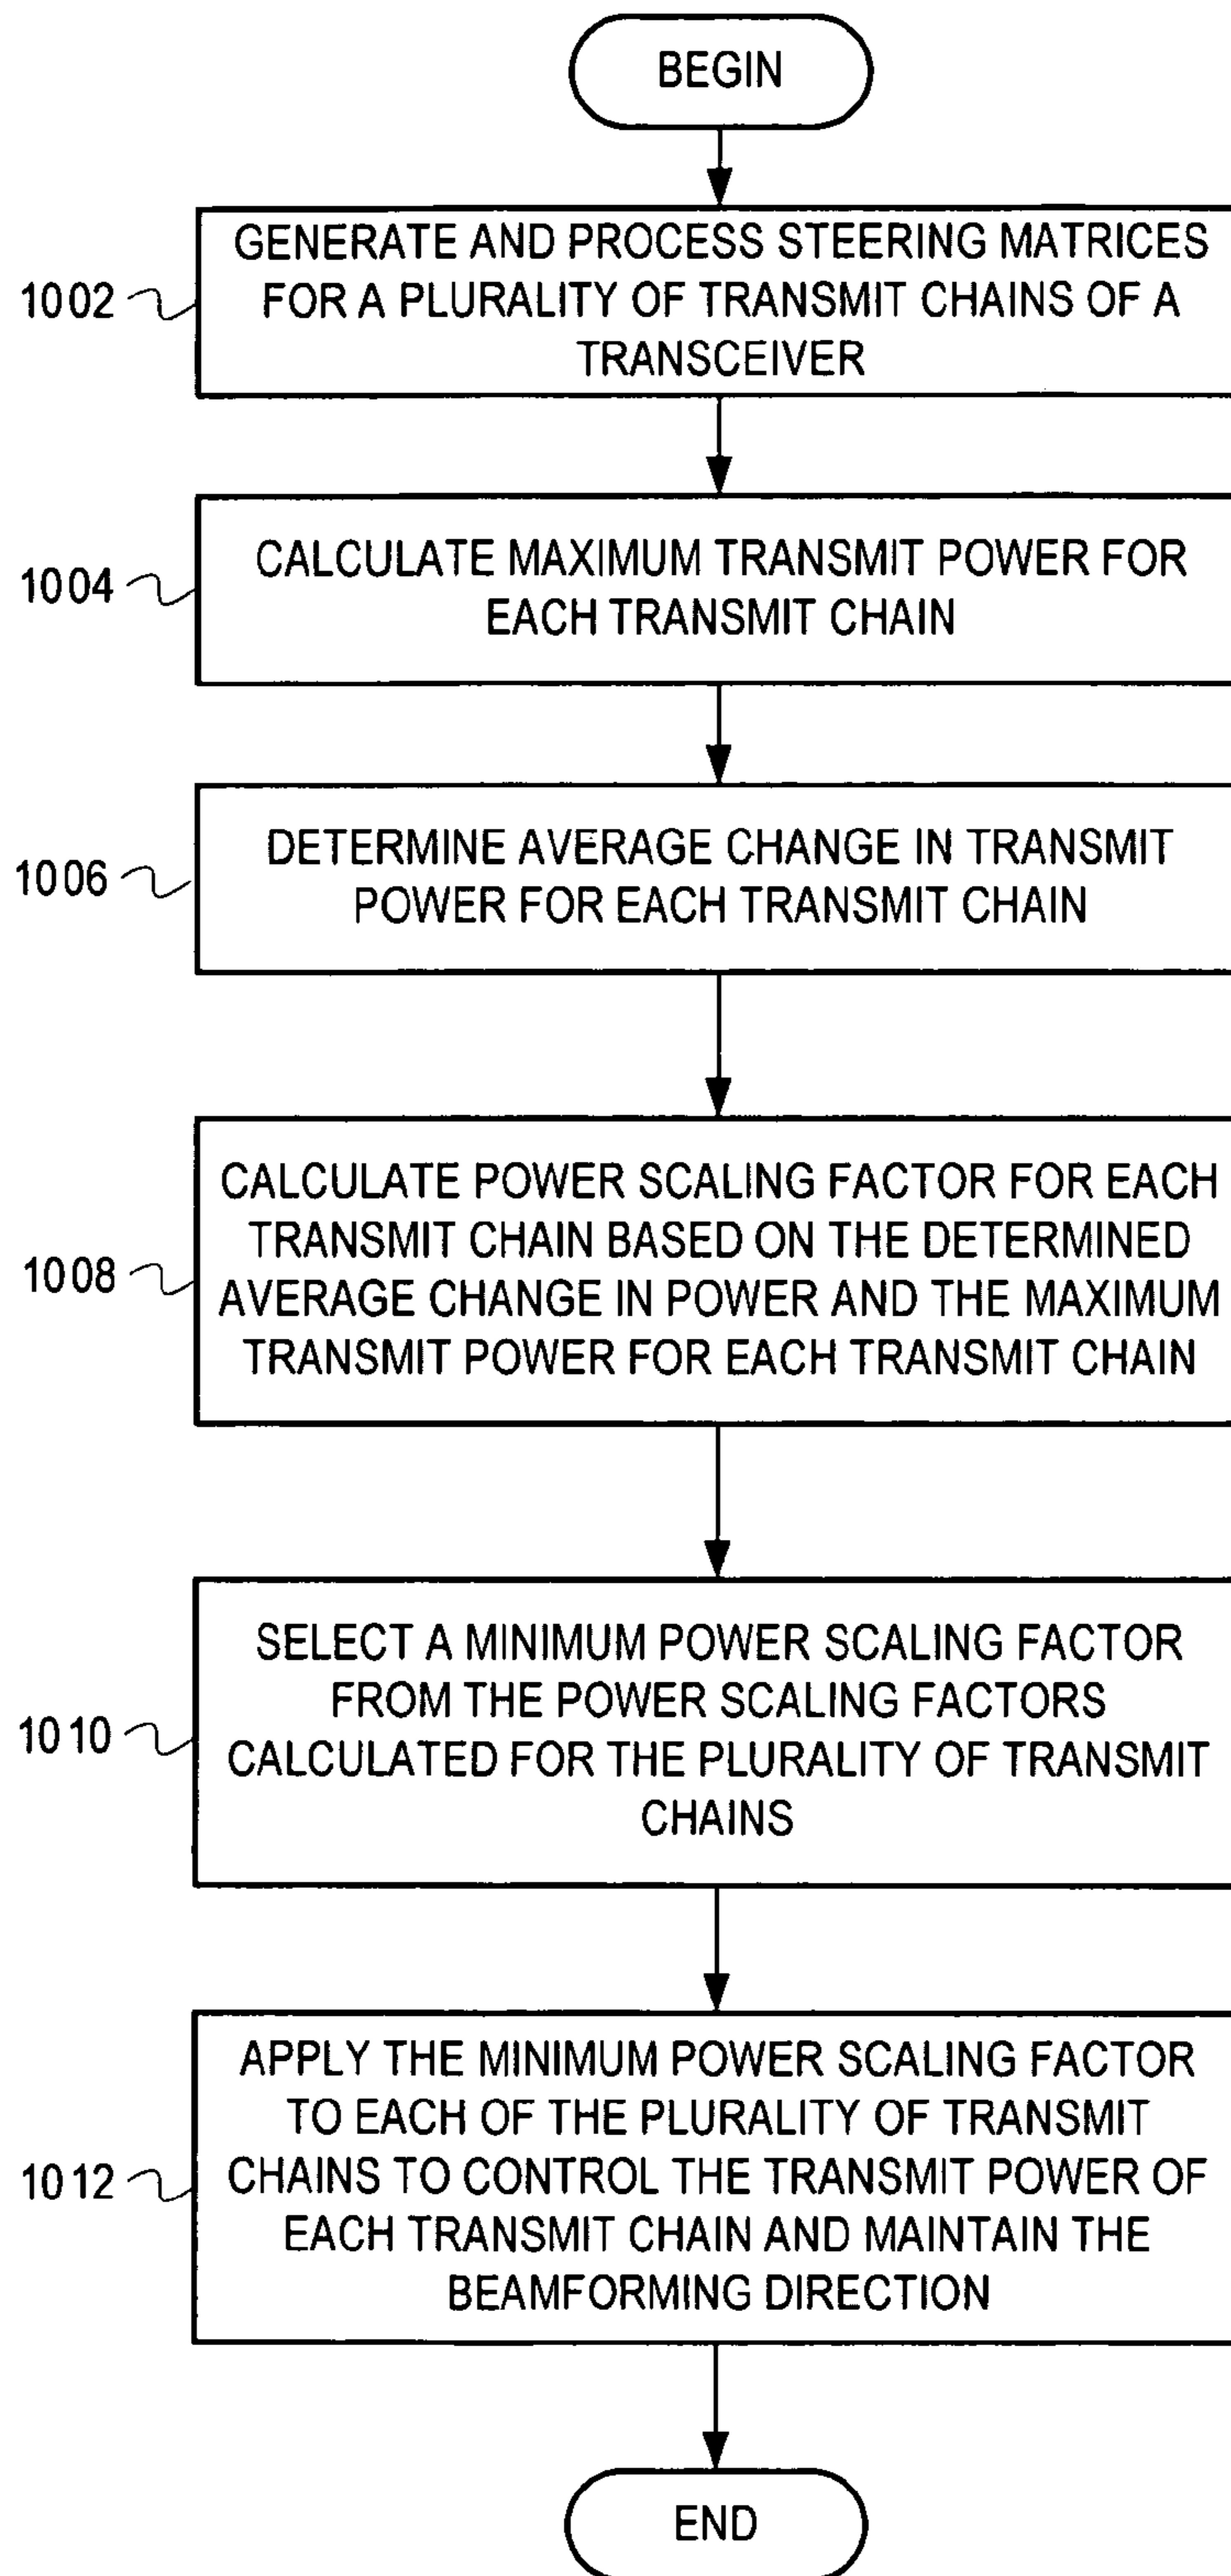 BEGIN
1002
GENERATE AND PROCESS STEERING MATRICES
FOR A PLURALITY OF TRANSMIT CHAINS OF A
TRANSCEIVER
1004
CALCULATE MAXIMUM TRANSMIT POWER FOR
EACH TRANSMIT CHAIN
1006
DETERMINE AVERAGE CHANGE IN TRANSMIT
POWER FOR EACH TRANSMIT CHAIN
1008
CALCULATE POWER SCALING FACTOR FOR EACH
TRANSMIT CHAIN BASED ON THE DETERMINED
AVERAGE CHANGE IN POWER AND THE MAXIMUM
TRANSMIT POWER FOR EACH TRANSMIT CHAIN
1010
SELECT A MINIMUM POWER SCALING FACTOR
FROM THE POWER SCALING FACTORS
CALCULATED FOR THE PLURALITY OF TRANSMIT
CHAINS
1012
APPLY THE MINIMUM POWER SCALING FACTOR
TO EACH OF THE PLURALITY OF TRANSMIT
CHAINS TO CONTROL THE TRANSMIT POWER OF
EACH TRANSMIT CHAIN AND MAINTAIN THE
BEAMFORMING DIRECTION
END